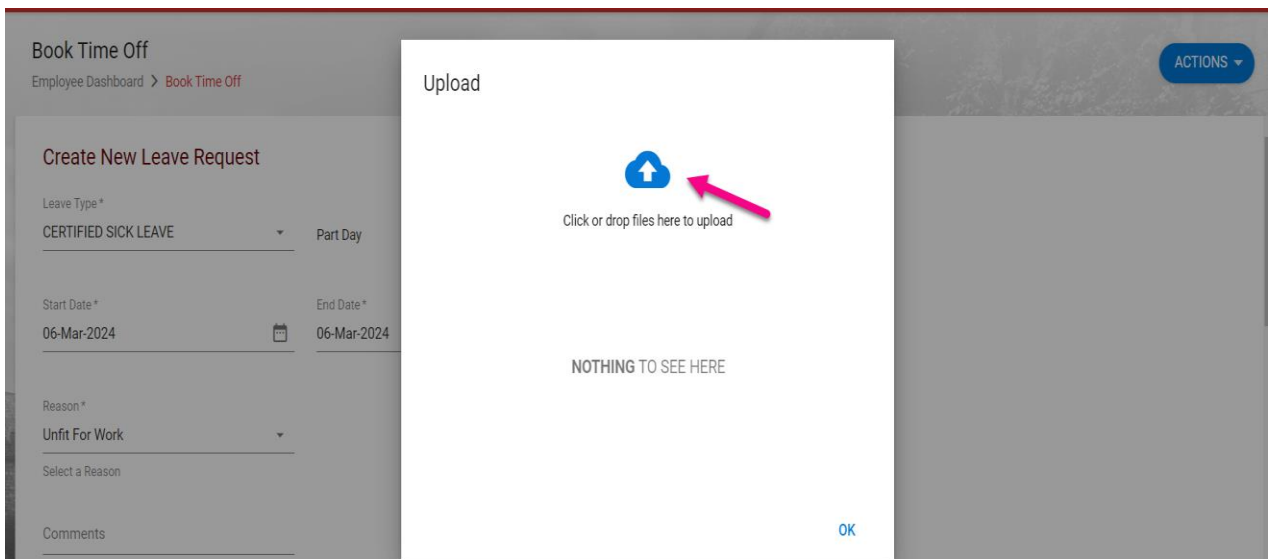 Book Time Off
Employee Dashboard > Book Time Off
ACTIONS
Create New Leave Request
Leave Type *
CERTIFIED SICK LEAVE
Part Day
Start Date *
06-Mar-2024
End Date *
06-Mar-2024
Reason *
Unfit For Work
Select a Reason
Comments
Upload
Click or drop files here to upload
NOTHING TO SEE HERE
OK